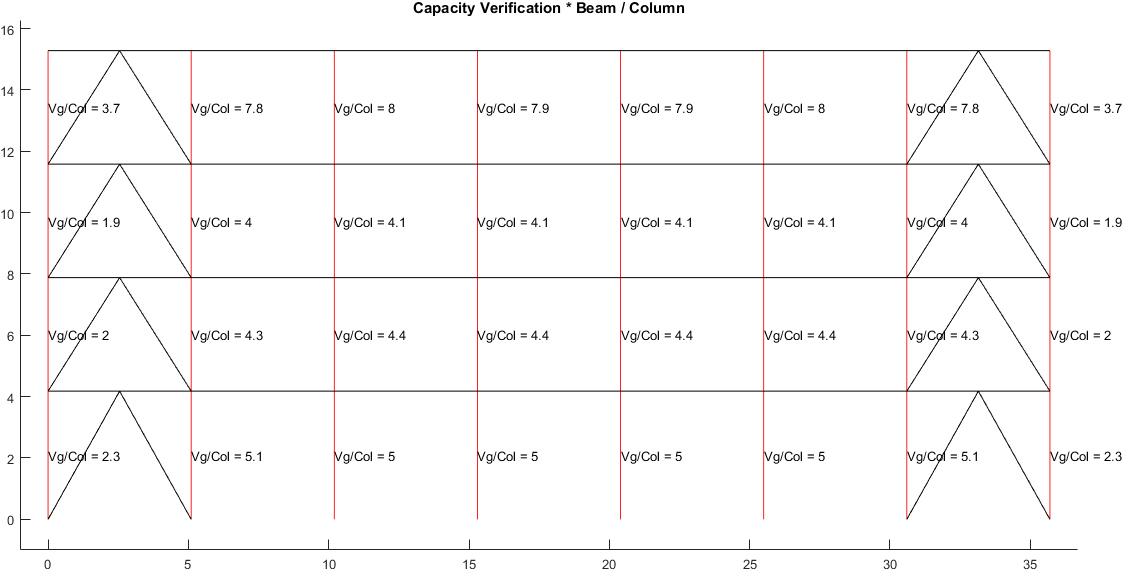 Capacity Verification * Beam / Column
16
14
Vg/Col = 3.7 Vg/Col = 7.8 Vg/Col = 8 Vg/Col = 7.9 Vg/Col = 7.9 Vg/Col = 8 Vg/Col = 7.8 Vg/Col = 3.7
12
10
Vg/Col = 1.9 Vg/Col = 4 Vg/Col = 4.1 Vg/Col = 4.1 Vg/Col = 4.1 Vg/Col = 4.1 Vg/Col = 4 Vg/Col = 1.9
8
6
Vg/Col = 2 Vg/Col = 4.3 Vg/Col = 4.4 Vg/Col = 4.4 Vg/Col = 4.4 Vg/Col = 4.4 Vg/Col = 4.3 Vg/Col = 2
4
2
Vg/Col = 2.3 Vg/Col = 5.1 Vg/Col = 5 Vg/Col = 5 Vg/Col = 5 Vg/Col = 5 Vg/Col = 5.1 Vg/Col = 2.3
0
0 5 10 15 20 25 30 35